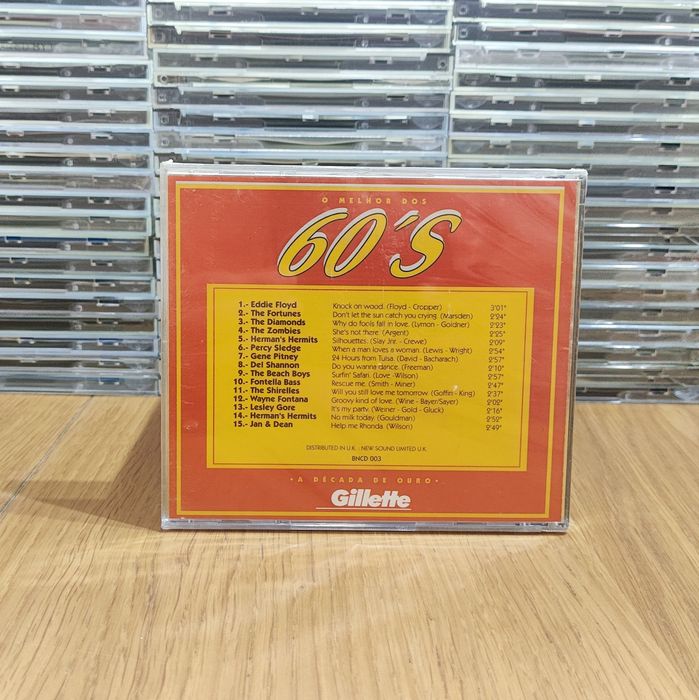 O MELHOR DOS
60'S
1.- Eddie Floyd Knock on wood. (Floyd - Cropper) 3'01"
2.- The Fortunes Don't let the sun catch you crying. (Marsden) 2'24"
3.- The Diamonds Why do fools fall in love. (Lymon - Goldner) 2'23"
4.- The Zombies She's not there. (Argent) 2'25"
5.- Herman's Hermits Silhouettes. (Slay Jnr. - Crewe) 2'09"
6.- Percy Sledge When a man loves a woman. (Lewis - Wright) 2'54"
7.- Gene Pitney 24 Hours from Tulsa. (David - Bacharach) 2'57"
8.- Del Shannon Do you wanna dance. (Freeman) 2'10"
9.- The Beach Boys Surfin' Safari. (Love -Wilson) 2'57"
10.- Fontella Bass Rescue me. (Smith - Miner) 2'47"
11.- The Shirelles Will you still love me tomorrow. (Goffin - King) 2'37"
12.- Wayne Fontana Groovy kind of love. (Wine - Bayer/Sayer) 2'02"
13.- Lesley Gore It's my party. (Weiner - Gold - Gluck) 2'16"
14.- Herman's Hermits No milk today. (Gouldman) 2'52"
15.- Jan & Dean Help me Rhonda. (Wilson) 2'49"
DISTRIBUTED IN U.K. : NEW SOUND LIMITED U.K.
BNCD 003
· A DÉCADA DE OURO ·
Gillette